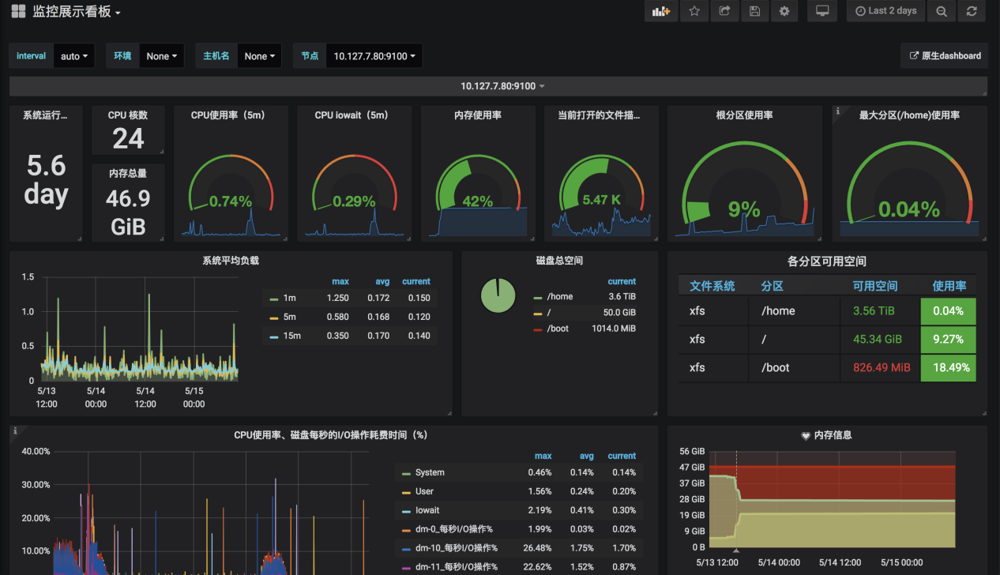 监控展示看板
Last 2 days
interval auto 环境 None 主机名 None 节点 10.127.7.80:9100 原生dashboard
10.127.7.80:9100
系统运行...
5.6
day
CPU 核数
24
内存总量
46.9
GiB
CPU使用率（5m）
0.74%
CPU iowait（5m）
0.29%
内存使用率
42%
当前打开的文件描...
5.47 K
根分区使用率
9%
最大分区(/home)使用率
0.04%
系统平均负载
1.5
1.0
0.5
0
5/13 12:00
5/14 00:00
5/14 12:00
5/15 00:00
max avg current
1m 1.250 0.172 0.150
5m 0.580 0.168 0.120
15m 0.350 0.170 0.140
磁盘总空间
current
/home 3.6 TiB
/ 50.0 GiB
/boot 1014.0 MiB
各分区可用空间
文件系统 分区 可用空间 使用率
xfs /home 3.56 TiB 0.04%
xfs / 45.34 GiB 9.27%
xfs /boot 826.49 MiB 18.49%
CPU使用率、磁盘每秒的I/O操作耗费时间（%）
40.00%
30.00%
20.00%
10.00%
max avg current
System 0.46% 0.14% 0.14%
User 1.56% 0.24% 0.20%
Iowait 2.19% 0.41% 0.30%
dm-0_每秒I/O操作% 1.99% 0.03% 0.02%
dm-10_每秒I/O操作% 26.48% 1.75% 1.70%
dm-11_每秒I/O操作% 22.62% 1.52% 0.87%
内存信息
56 GiB
47 GiB
37 GiB
28 GiB
19 GiB
9 GiB
0 B
5/13 12:00 5/14 00:00 5/14 12:00 5/15 00:00